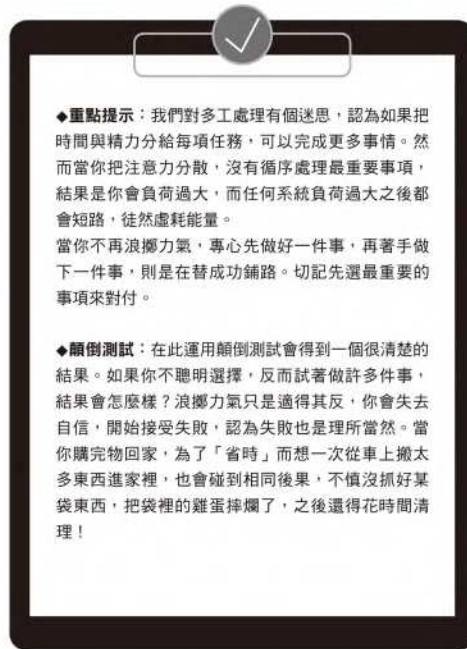 ◆重點提示：我們對多工處理有個迷思，認為如果把
時間與精力分給每項任務，可以完成更多事情。然
而當你把注意力分散，沒有循序處理最重要事項，
結果是你會負荷過大，而任何系統負荷過大之後都
會短路，徒然虛耗能量。
當你不再浪擲力氣，專心先做好一件事，再著手做
下一件事，則是在替成功鋪路。切記先選最重要的
事項來對付。
◆顛倒測試：在此運用顛倒測試會得到一個很清楚的
結果。如果你不聰明選擇，反而試著做許多件事，
結果會怎麼樣？浪擲力氣只是適得其反，你會失去
自信，開始接受失敗，認為失敗也是理所當然。當
你購完物回家，為了「省時」而想一次從車上搬太
多東西進家裡，也會碰到相同後果，不慎沒抓好某
袋東西，把袋裡的雞蛋摔爛了，之後還得花時間清
理！